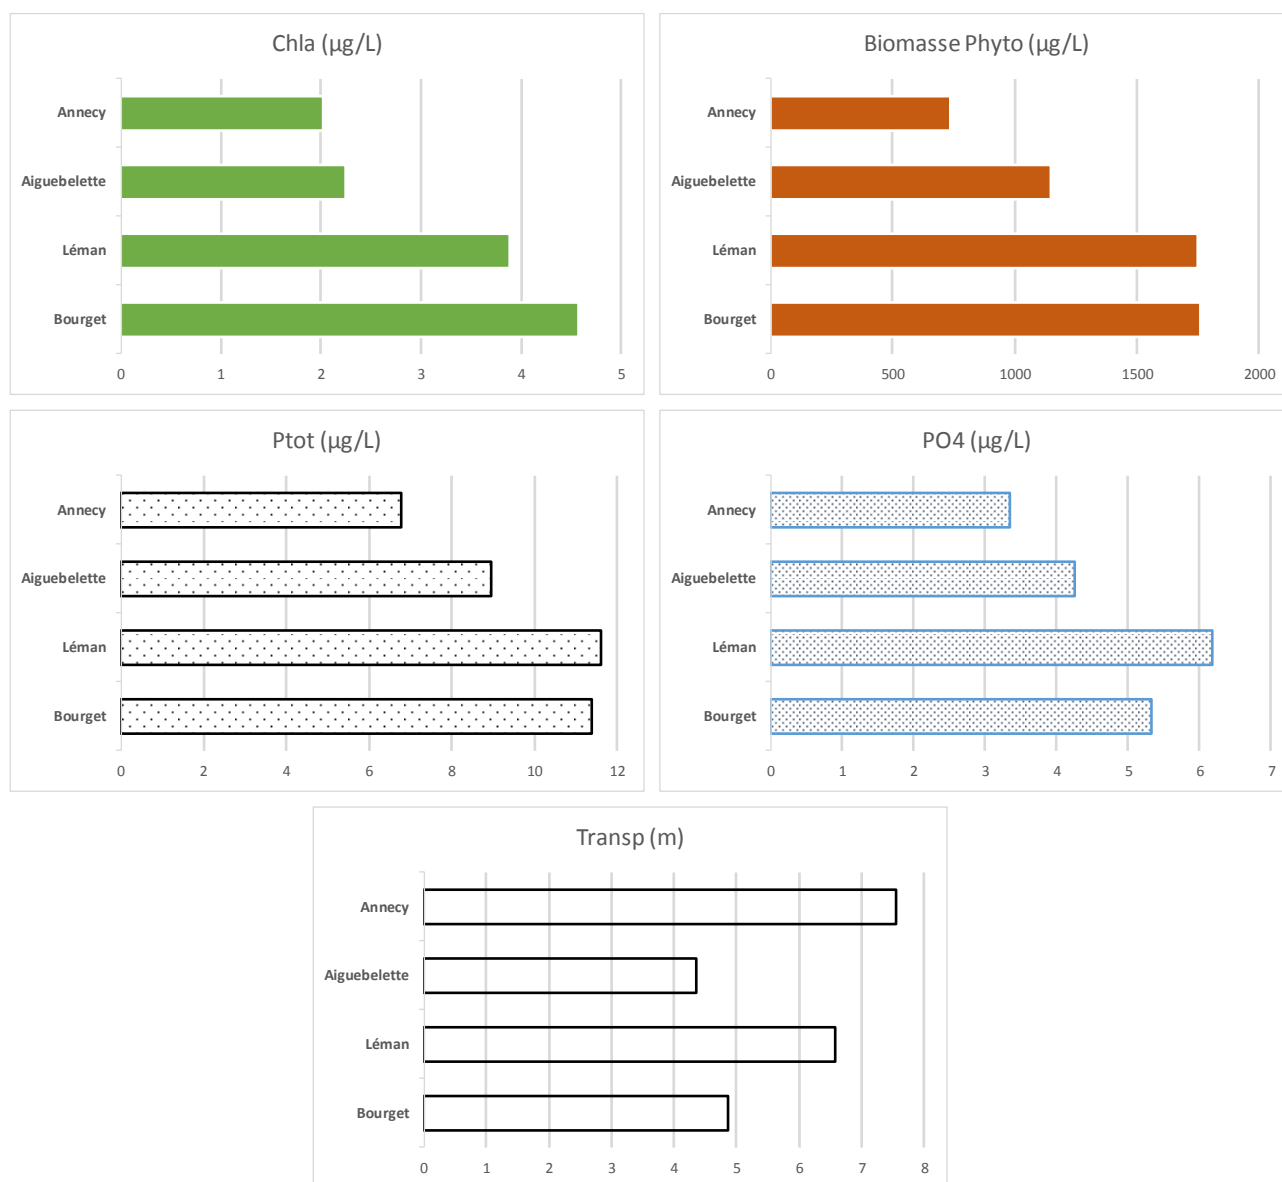 Chla (µg/L)
Annecy
Aiguebelette
Léman
Bourget
0 1 2 3 4 5
Biomasse Phyto (µg/L)
Annecy
Aiguebelette
Léman
Bourget
0 500 1000 1500 2000
Ptot (µg/L)
Annecy
Aiguebelette
Léman
Bourget
0 2 4 6 8 10 12
PO4 (µg/L)
Annecy
Aiguebelette
Léman
Bourget
0 1 2 3 4 5 6 7
Transp (m)
Annecy
Aiguebelette
Léman
Bourget
0 1 2 3 4 5 6 7 8